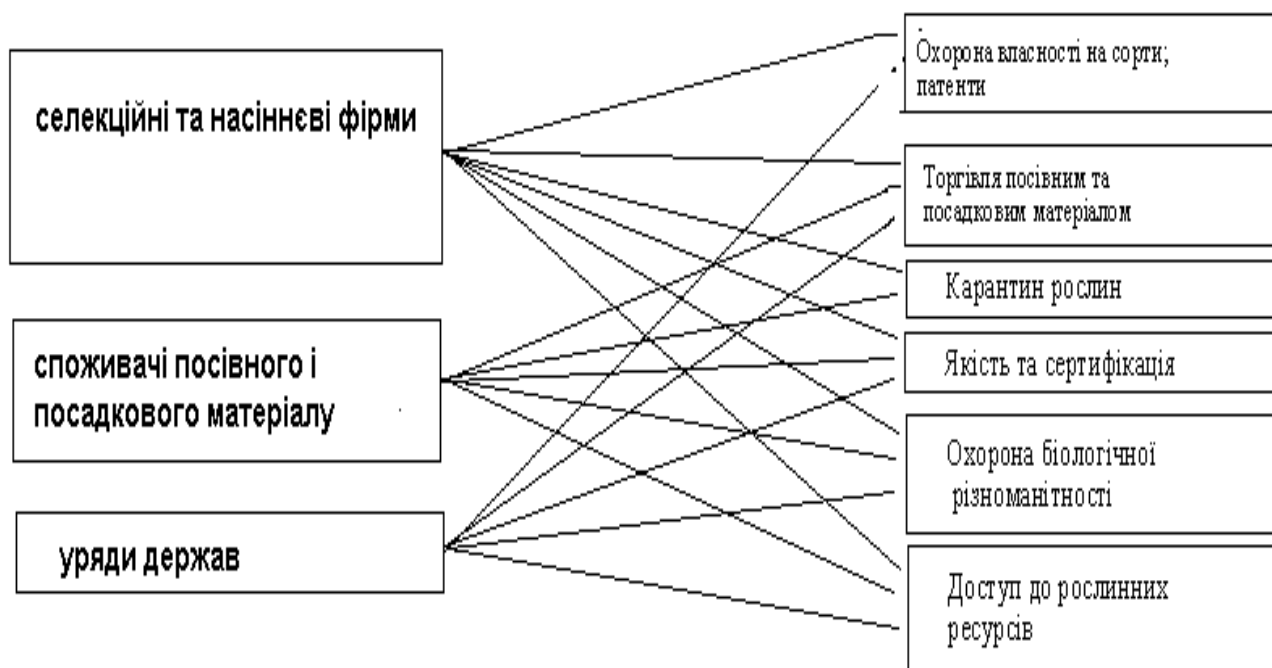 селекційні та насіннєві фірми
споживачі посівного і
посадкового матеріалу
уряди держав
Охорона власності на сорти;
патенти
Торгівля посівним та
посадковим матеріалом
Карантин рослин
Якість та сертифікація
Охорона біологічної
різноманітності
Доступ до рослинних
ресурсів